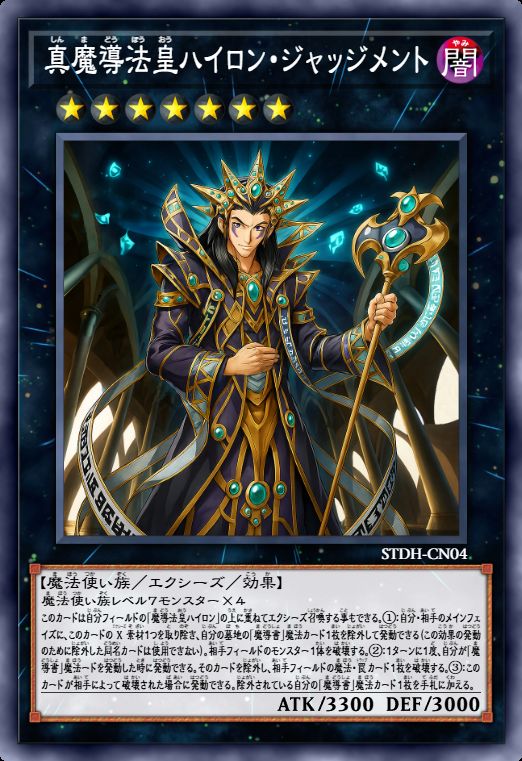 真魔導法皇ハイロン・ジャッジメント
闇
STDH-CN04
【魔法使い族／エクシーズ／効果】
魔法使い族レベル７モンスター×４
このカードは自分フィールドの「魔導法皇ハイロン」の上に重ねてエクシーズ召喚する事もできる。①:自分・相手のメインフェ
イズに、このカードの X 素材1つを取り除き、自分の墓地の「魔導書」魔法カード1枚を除外して発動できる(この効果の発動
のために除外した同名カードは使用できない)。相手フィールドのモンスター1体を破壊する。②:1ターンに1度、自分が「魔
導書」魔法カードを発動した時に発動できる。そのカードを除外し、相手フィールドの魔法・罠カード1枚を破壊する。③:この
カードが相手によって破壊された場合に発動できる。除外されている自分の「魔導書」魔法カード1枚を手札に加える。
ATK/3300 DEF/3000